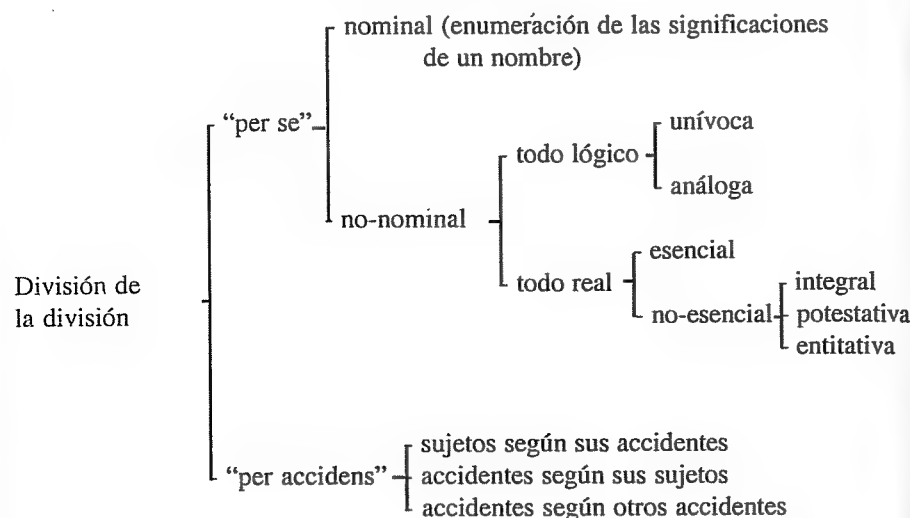 nominal (enumeración de las significaciones
de un nombre)
“per se”
unívoca
todo lógico
análoga
no-nominal
esencial
División de
la división
todo real
integral
no-esencial
potestativa
entitativa
sujetos según sus accidentes
“per accidens”
accidentes según sus sujetos
accidentes según otros accidentes